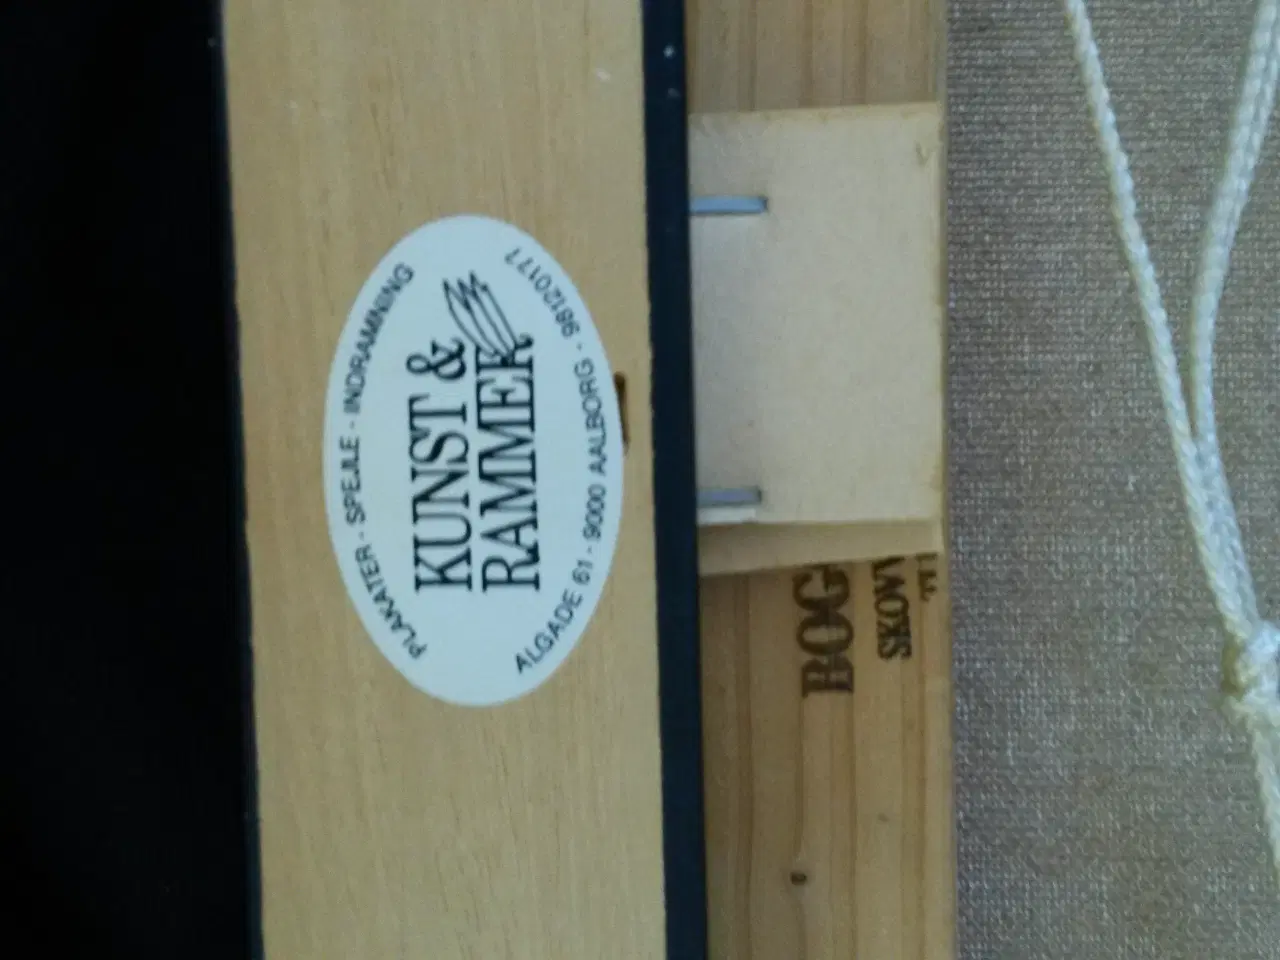 PLAKATER - SPEJLE - INDRAMNING
KUNST &
RAMMER
ALGADE 61 - 9000 AALBORG - 98120177
BOG
SKOV